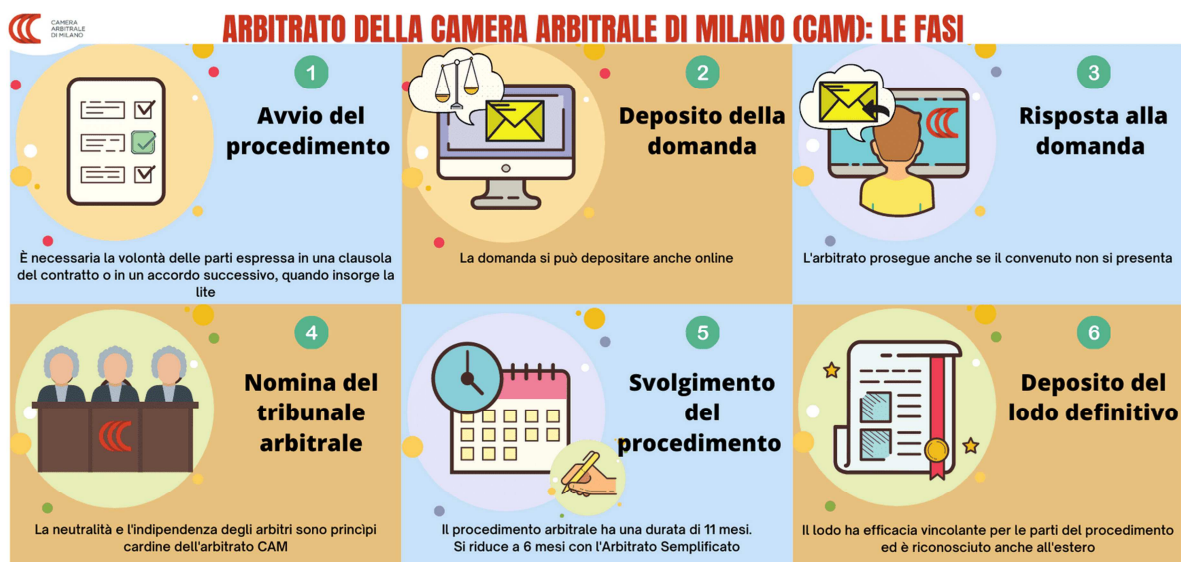 CAMERA
ARBITRALE
DI MILANO
ARBITRATO DELLA CAMERA ARBITRALE DI MILANO (CAM): LE FASI
1
Avvio del
procedimento
È necessaria la volontà delle parti espressa in una clausola
del contratto o in un accordo successivo, quando insorge la
lite
2
Deposito della
domanda
La domanda si può depositare anche online
3
Risposta alla
domanda
L'arbitrato prosegue anche se il convenuto non si presenta
4
Nomina del
tribunale
arbitrale
La neutralità e l'indipendenza degli arbitri sono princìpi
cardine dell'arbitrato CAM
5
Svolgimento
del
procedimento
Il procedimento arbitrale ha una durata di 11 mesi.
Si riduce a 6 mesi con l'Arbitrato Semplificato
6
Deposito del
lodo definitivo
Il lodo ha efficacia vincolante per le parti del procedimento
ed è riconosciuto anche all'estero